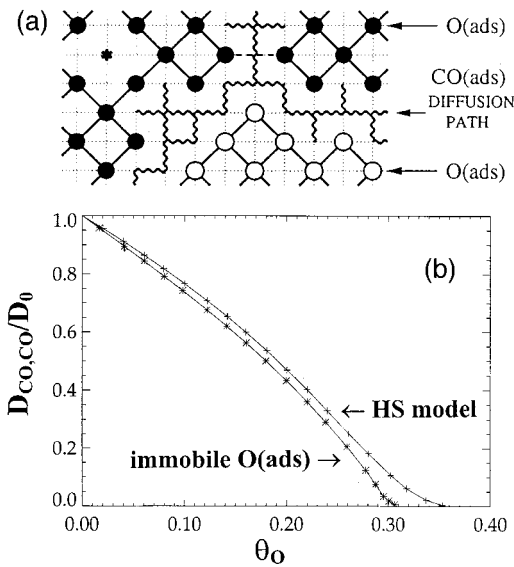 (a)
O(ads)
CO(ads)
DIFFUSION
PATH
O(ads)
(b)
1.0
0.8
0.6
0.4
0.2
0.0
D_CO,CO/D_0
HS model
immobile O(ads)
0.00 0.10 0.20 0.30 0.40
θ_O